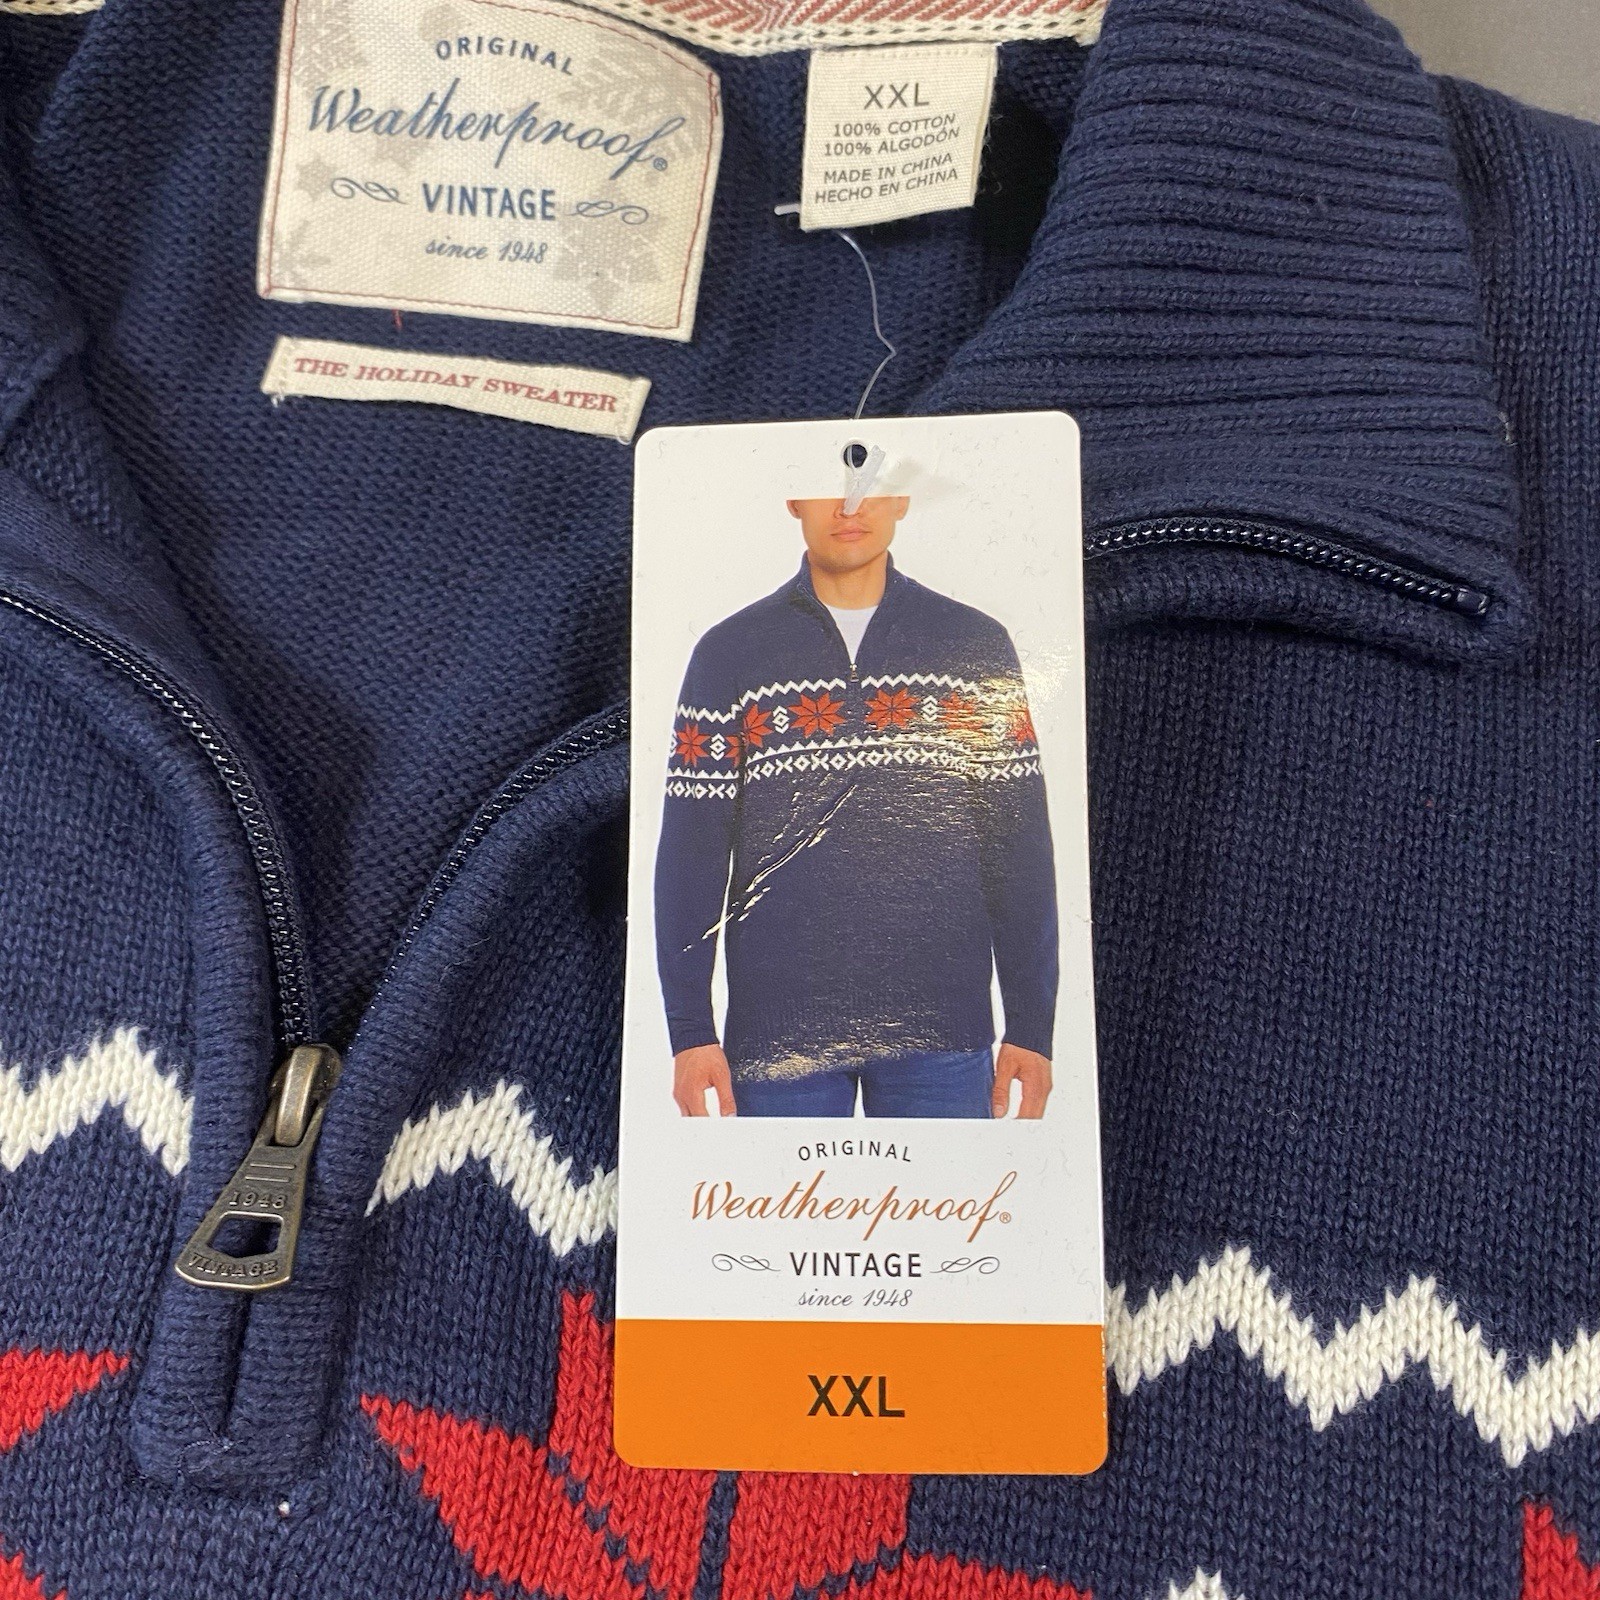 ORIGINAL
Weatherproof®
VINTAGE
since 1948
THE HOLIDAY SWEATER
XXL
100% COTTON
100% ALGODÓN
MADE IN CHINA
HECHO EN CHINA
1948
VINTAGE
ORIGINAL
Weatherproof®
VINTAGE
since 1948
XXL